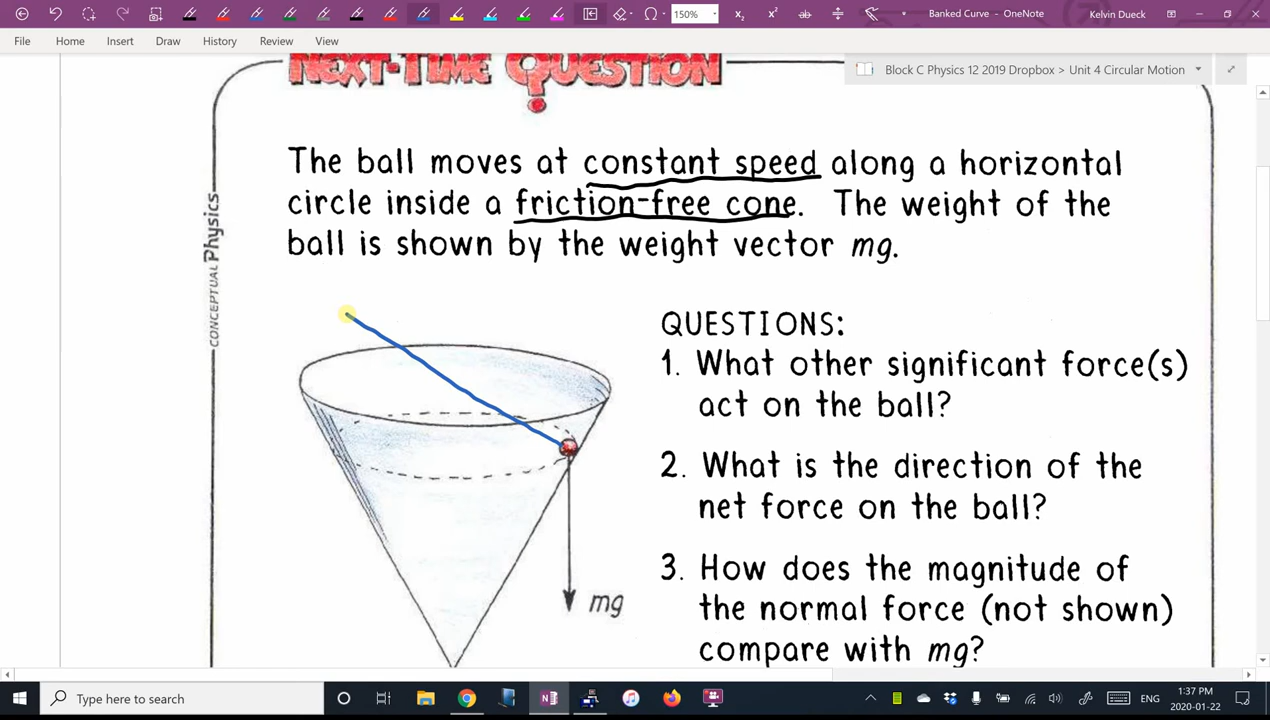 150%
Banked Curve - OneNote
Kelvin Dueck
File Home Insert Draw History Review View
Block C Physics 12 2019 Dropbox > Unit 4 Circular Motion
NEXT-TIME QUESTION
CONCEPTUAL Physics
The ball moves at constant speed along a horizontal
circle inside a friction-free cone. The weight of the
ball is shown by the weight vector mg.
QUESTIONS:
1. What other significant force(s)
act on the ball?
2. What is the direction of the
net force on the ball?
3. How does the magnitude of
the normal force (not shown)
compare with mg?
mg
Type here to search
ENG
1:37 PM
2020-01-22